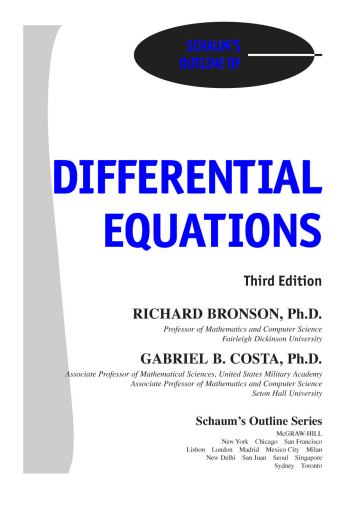 SCHAUM'S
OUTLINE OF
DIFFERENTIAL
EQUATIONS
Third Edition
RICHARD BRONSON, Ph.D.
Professor of Mathematics and Computer Science
Fairleigh Dickinson University
GABRIEL B. COSTA, Ph.D.
Associate Professor of Mathematical Sciences, United States Military Academy
Associate Professor of Mathematics and Computer Science
Seton Hall University
Schaum's Outline Series
McGRAW-HILL
New York Chicago San Francisco
Lisbon London Madrid Mexico City Milan
New Delhi San Juan Seoul Singapore
Sydney Toronto